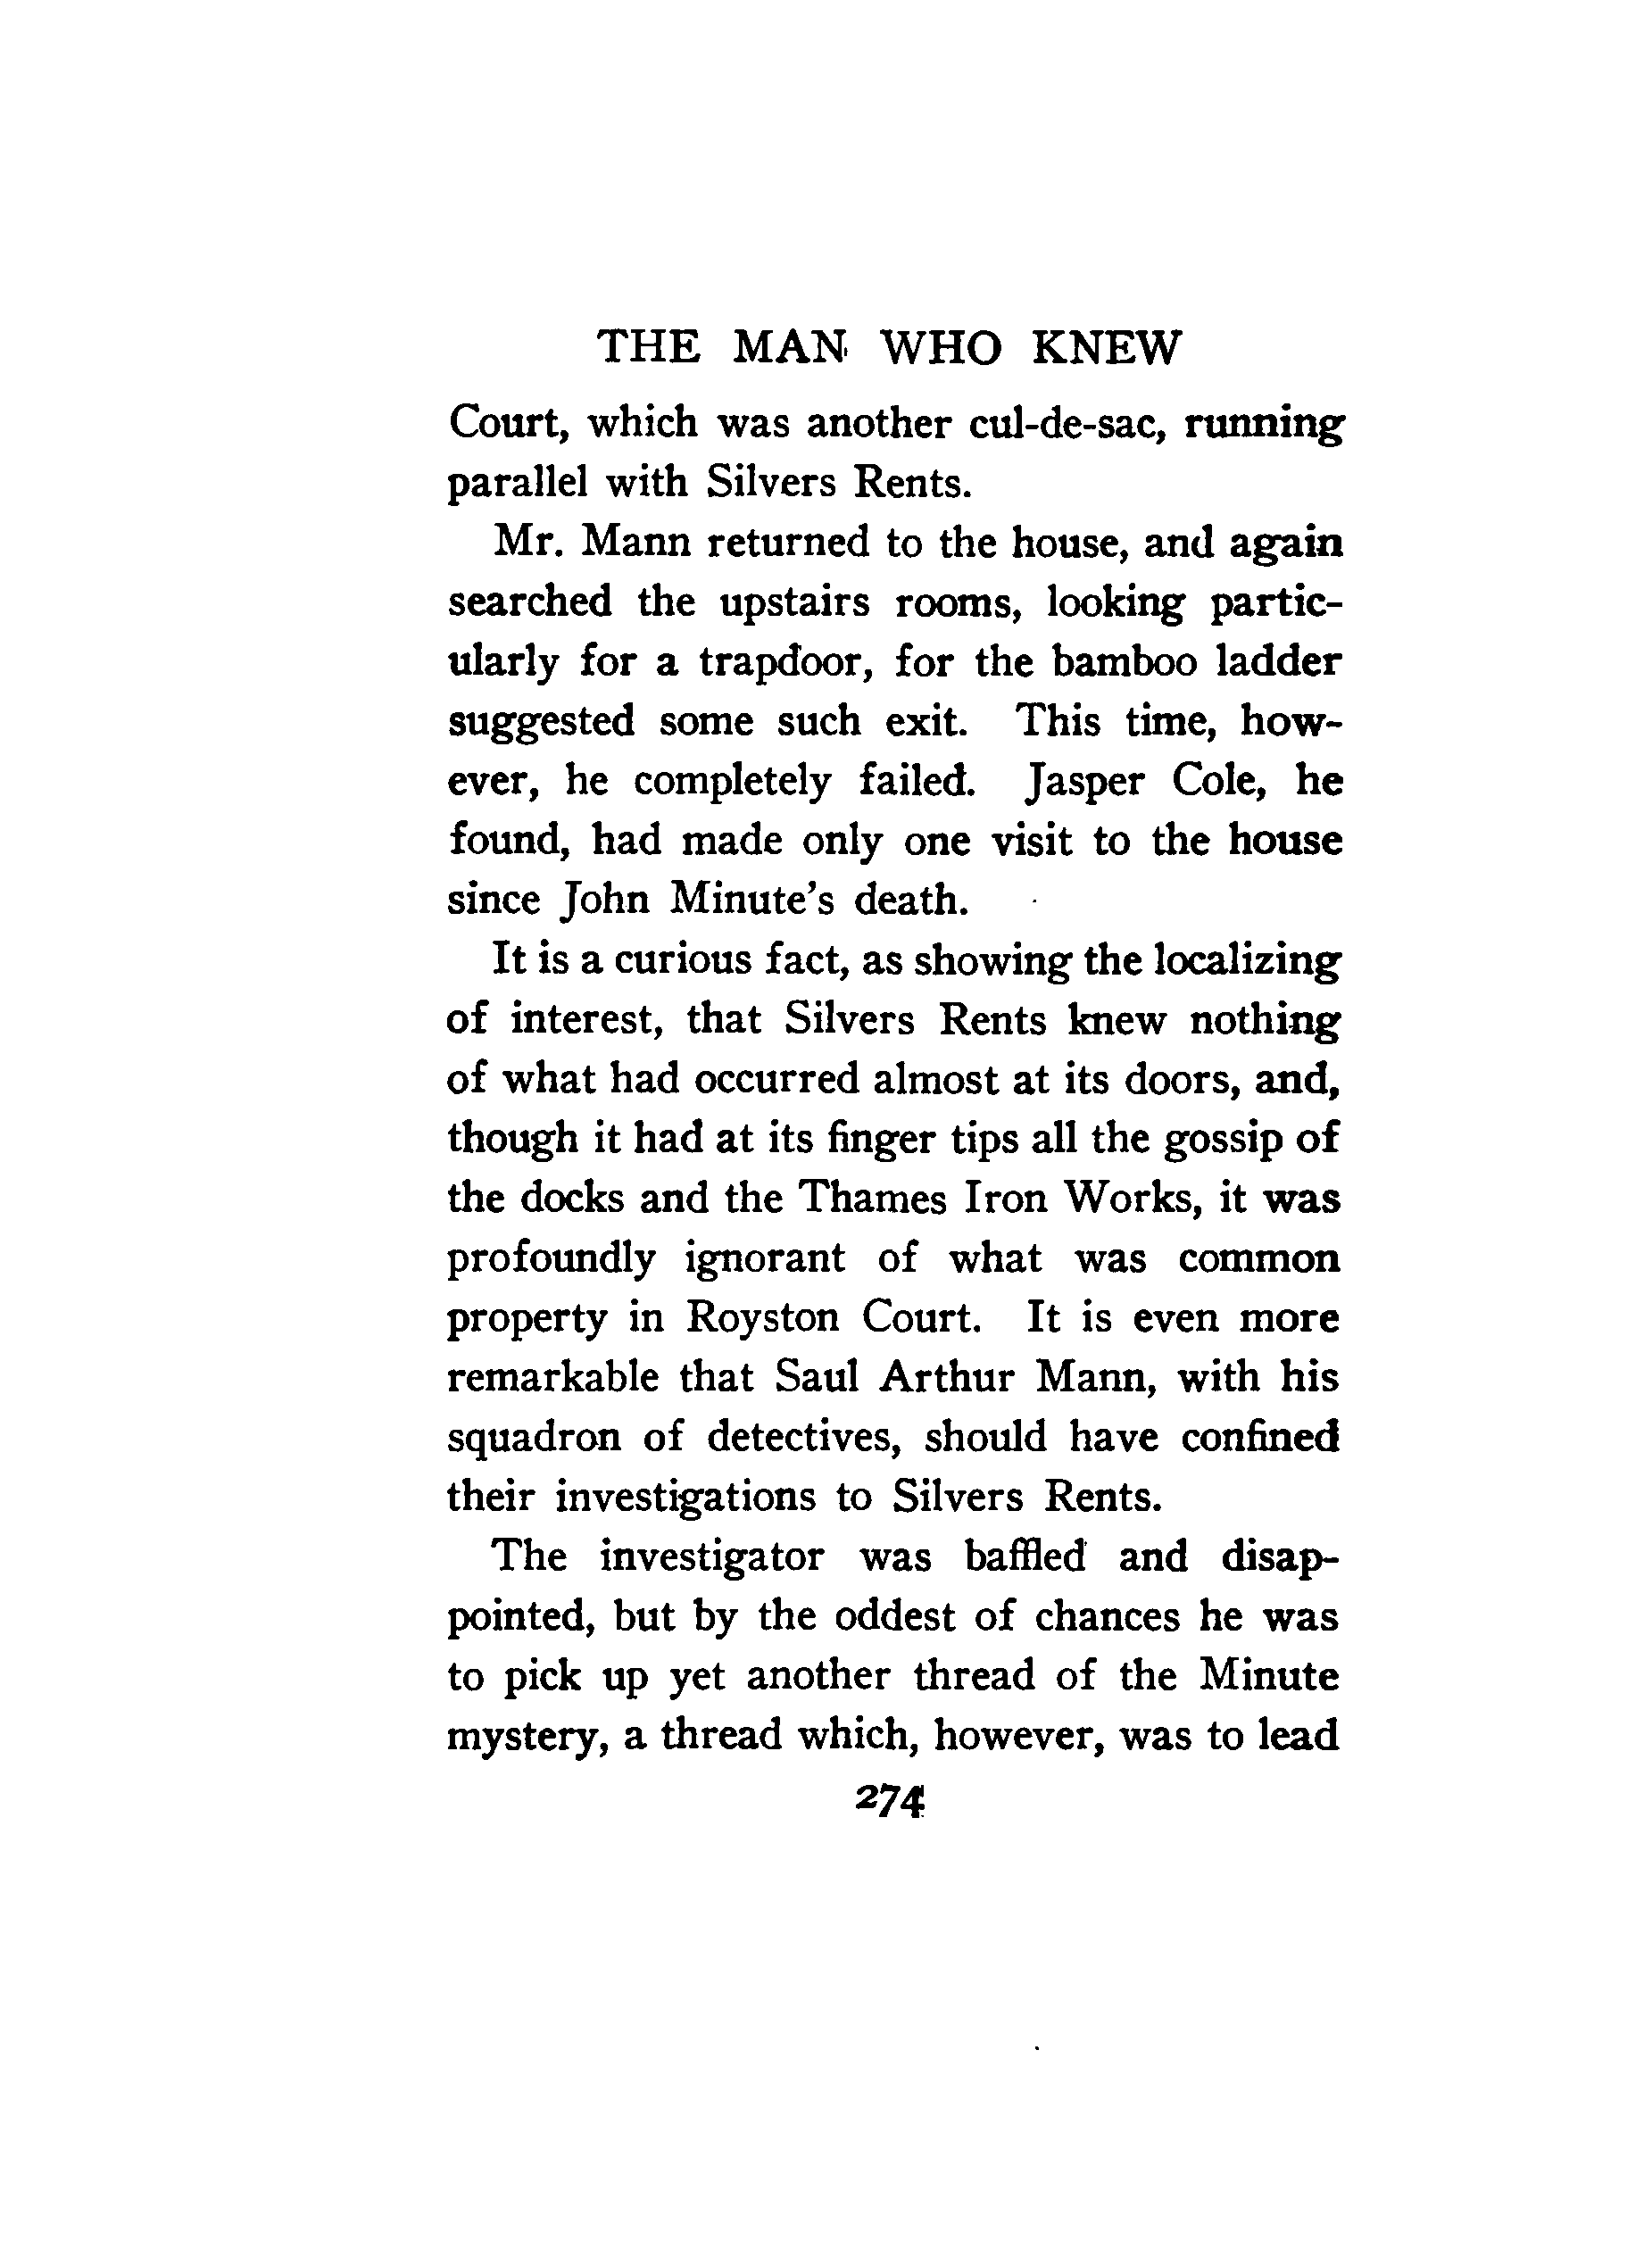 THE MAN WHO KNEW
Court, which was another cul-de-sac, running
parallel with Silvers Rents.
Mr. Mann returned to the house, and again
searched the upstairs rooms, looking partic-
ularly for a trapdoor, for the bamboo ladder
suggested some such exit. This time, how-
ever, he completely failed. Jasper Cole, he
found, had made only one visit to the house
since John Minute's death.
It is a curious fact, as showing the localizing
of interest, that Silvers Rents knew nothing
of what had occurred almost at its doors, and,
though it had at its finger tips all the gossip of
the docks and the Thames Iron Works, it was
profoundly ignorant of what was common
property in Royston Court. It is even more
remarkable that Saul Arthur Mann, with his
squadron of detectives, should have confined
their investigations to Silvers Rents.
The investigator was baffled and disap-
pointed, but by the oddest of chances he was
to pick up yet another thread of the Minute
mystery, a thread which, however, was to lead
274